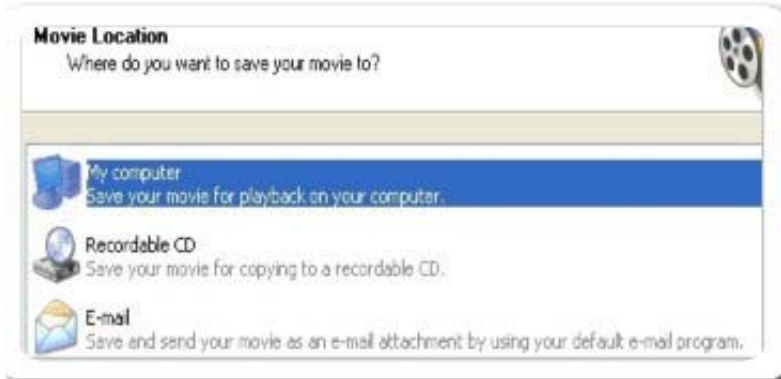 Movie Location
Where do you want to save your movie to?
My computer
Save your movie for playback on your computer.
Recordable CD
Save your movie for copying to a recordable CD.
E-mail
Save and send your movie as an e-mail attachment by using your default e-mail program.